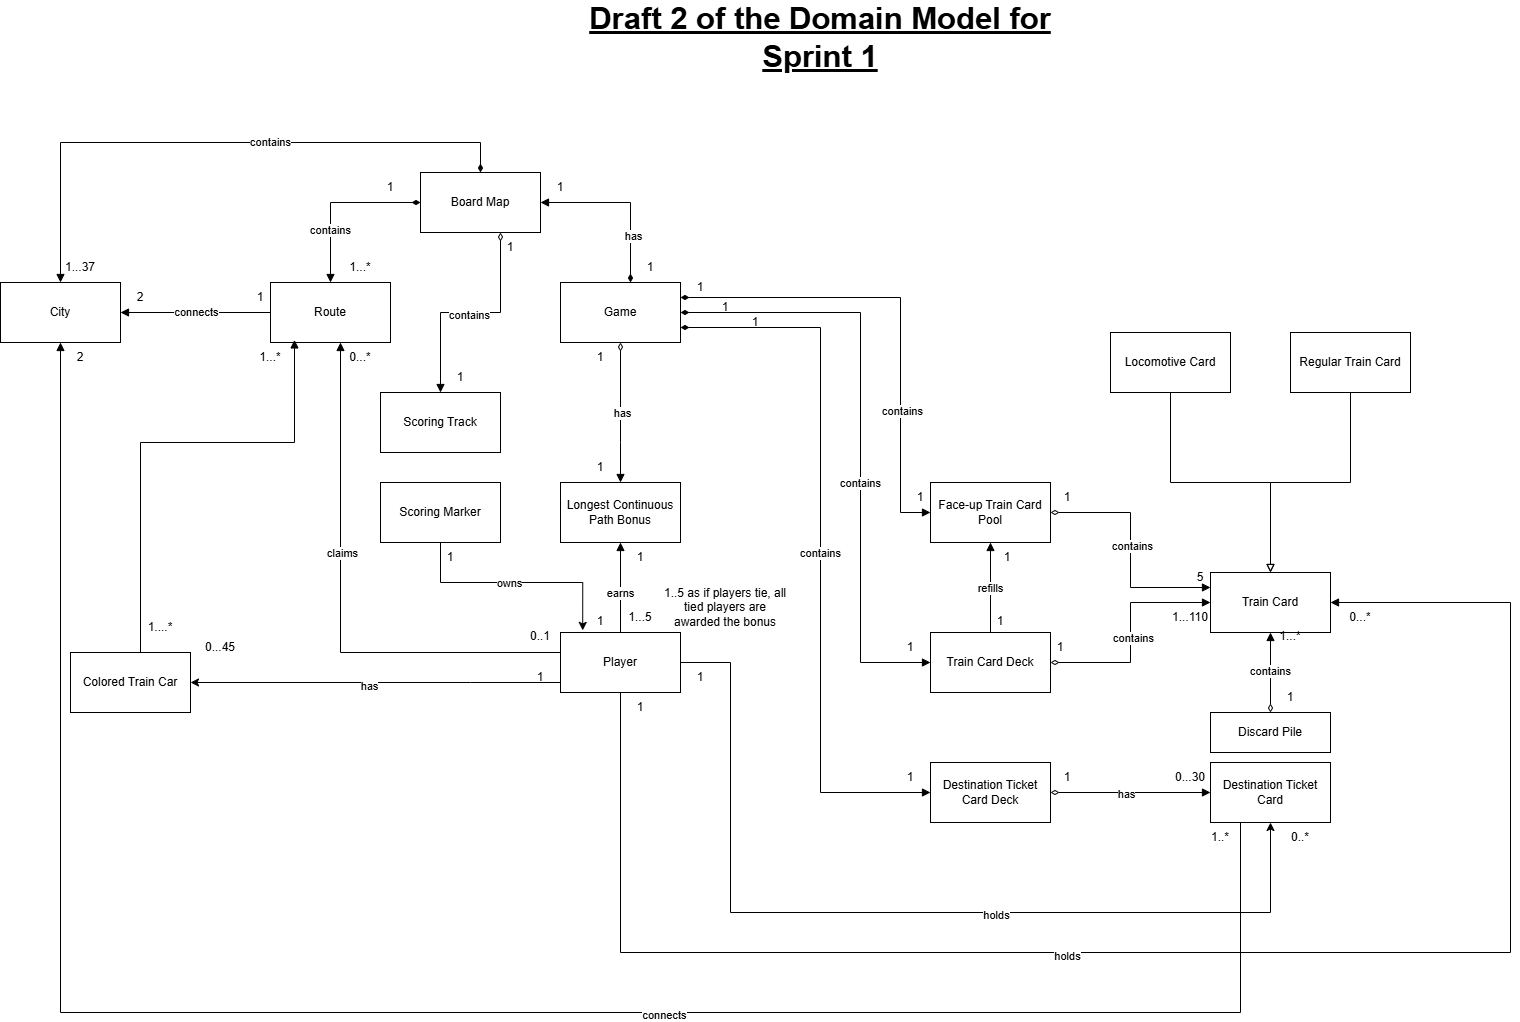 Draft 2 of the Domain Model for
Sprint 1
contains
1
Board Map
1
contains
has
1
1...37
1...*
1
2
1
1
City
connects
Route
contains
Game
1
1
2
1...*
0...*
1
1
Locomotive Card
Regular Train Card
has
contains
Scoring Track
1
contains
Scoring Marker
Longest Continuous
Path Bonus
1
Face-up Train Card
Pool
1
claims
1
1
contains
1
contains
owns
earns
refills
5
1..5 as if players tie, all
tied players are
awarded the bonus
Train Card
1....*
0..1
1
1...5
1
1...110
0...*
1...*
0...45
1
1
contains
Colored Train Car
has
1
Player
1
Train Card Deck
contains
1
1
Discard Pile
1
Destination Ticket
Card Deck
1
has
0...30
Destination Ticket
Card
1..*
0..*
holds
holds
connects